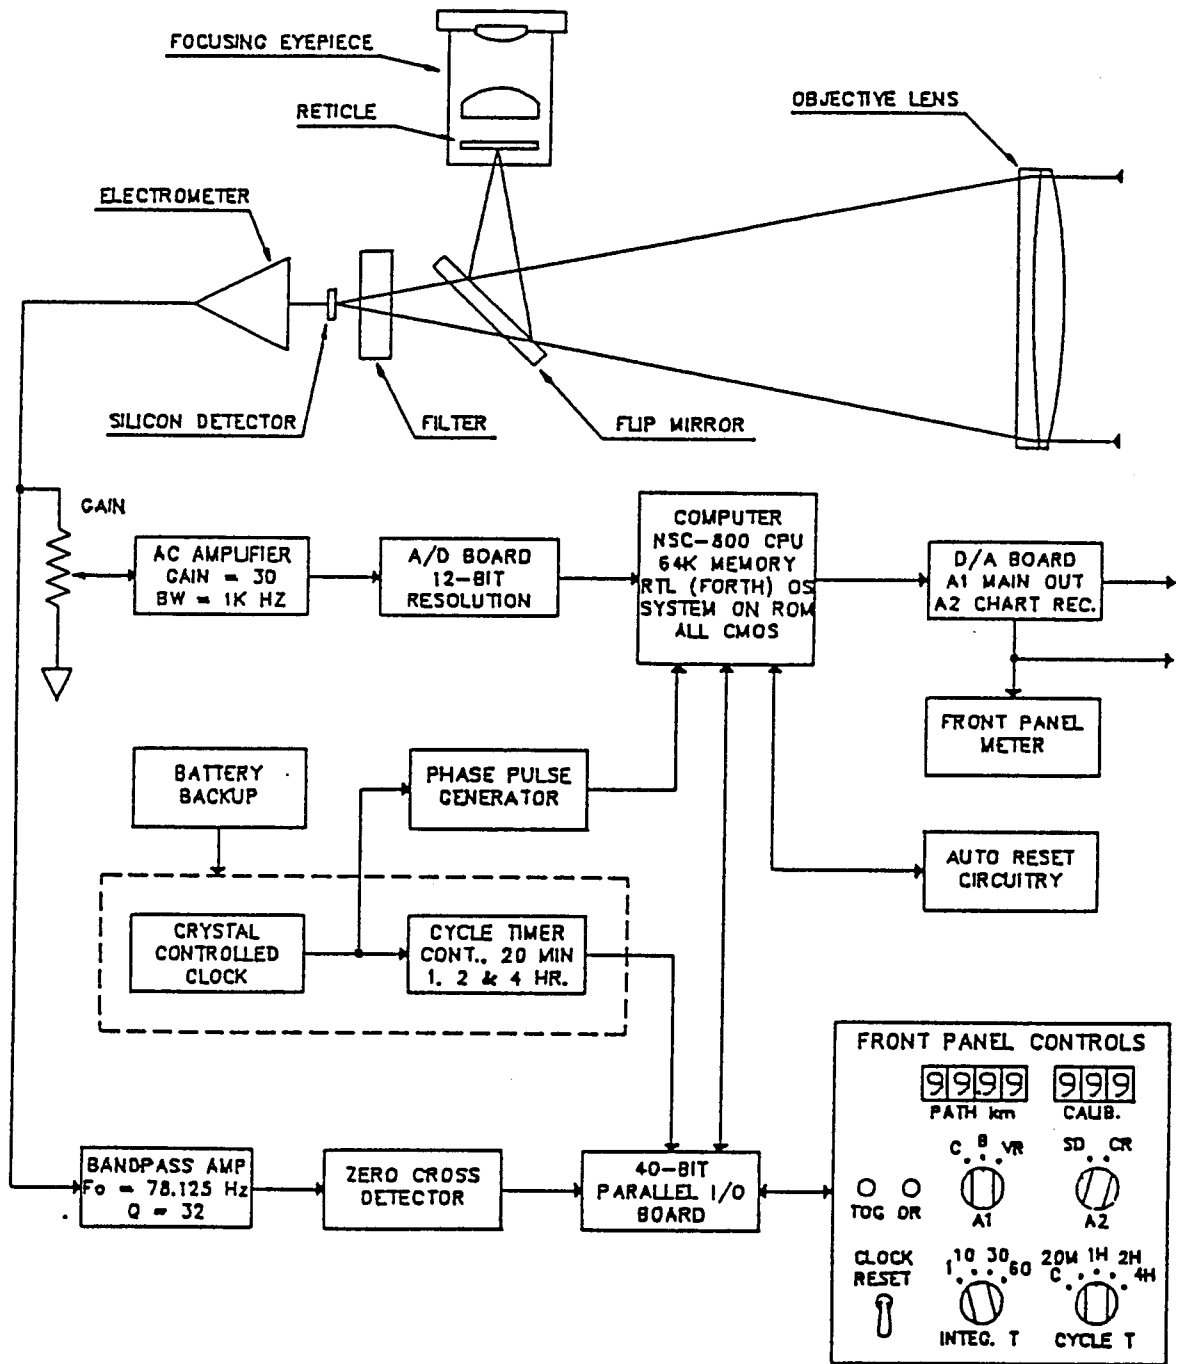 FOCUSING EYEPIECE
RETICLE
OBJECTIVE LENS
ELECTROMETER
SILICON DETECTOR
FILTER
FLIP MIRROR
GAIN
AC AMPLIFIER
GAIN = 30
BW = 1K HZ
A/D BOARD
12-BIT
RESOLUTION
COMPUTER
NSC-800 CPU
64K MEMORY
RTL (FORTH) OS
SYSTEM ON ROM
ALL CMOS
D/A BOARD
A1 MAIN OUT
A2 CHART REC.
FRONT PANEL
METER
BATTERY
BACKUP
PHASE PULSE
GENERATOR
AUTO RESET
CIRCUITRY
CRYSTAL
CONTROLLED
CLOCK
CYCLE TIMER
CONT., 20 MIN
1, 2 & 4 HR.
BANDPASS AMP
Fo = 78.125 Hz
Q = 32
ZERO CROSS
DETECTOR
40-BIT
PARALLEL I/O
BOARD
FRONT PANEL CONTROLS
99.99 999
PATH km CALIB.
C B VR SD CR
TOG OR A1 A2
CLOCK
RESET
1 10 30 60 C 20M 1H 2H 4H
INTEG. T CYCLE T